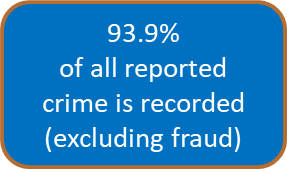 93.9%
of all reported
crime is recorded
(excluding fraud)